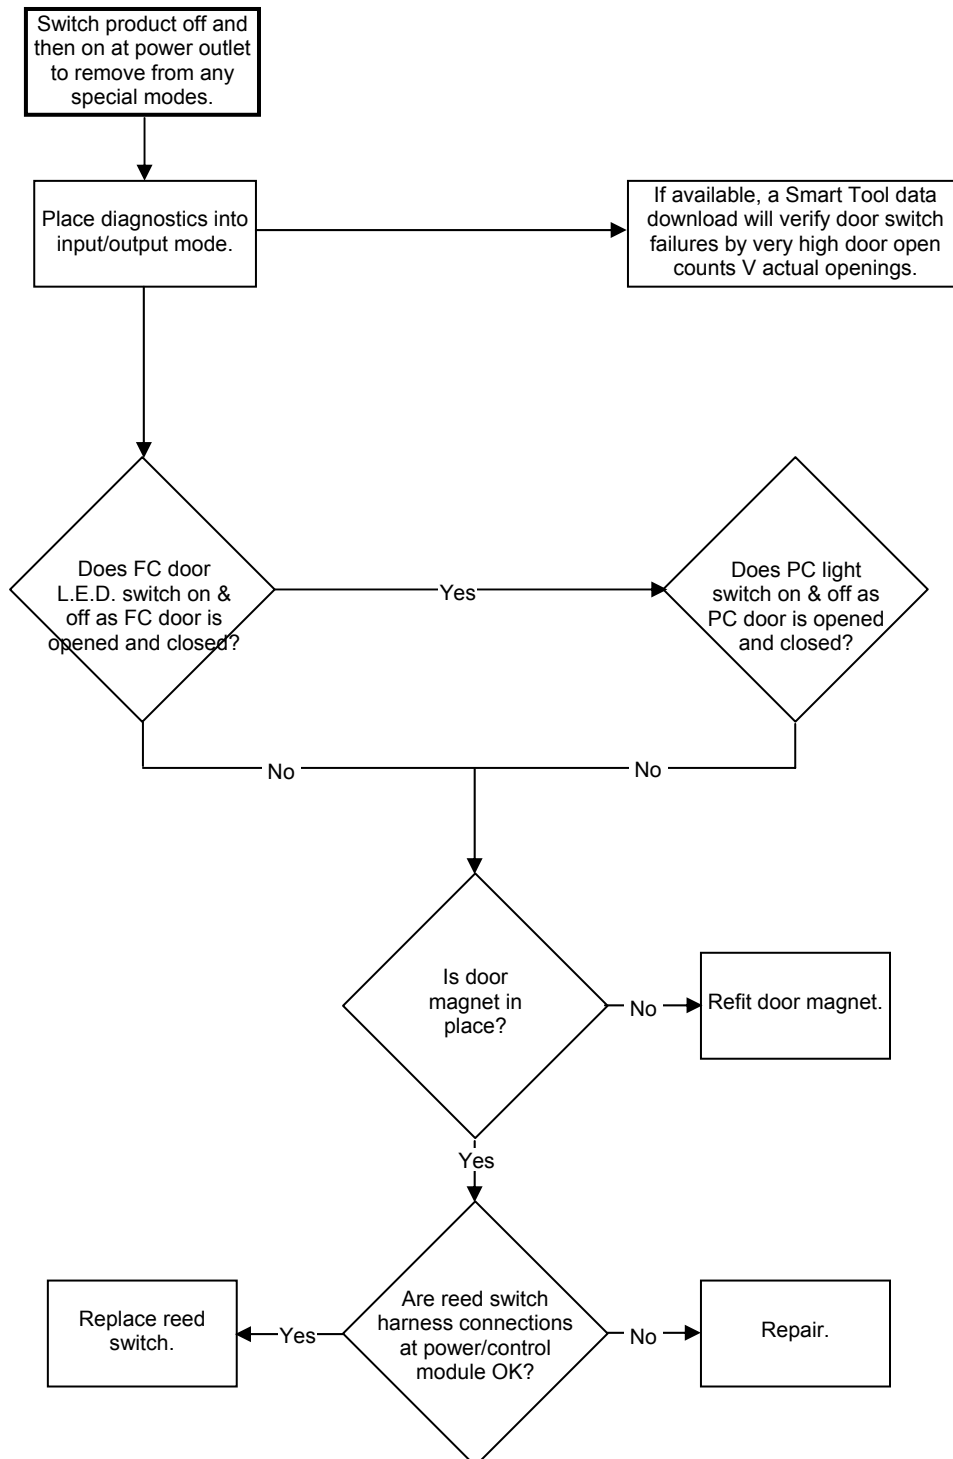 Switch product off and
then on at power outlet
to remove from any
special modes.
Place diagnostics into
input/output mode.
If available, a Smart Tool data
download will verify door switch
failures by very high door open
counts V actual openings.
Does FC door
L.E.D. switch on &
off as FC door is
opened and closed?
Yes
Does PC light
switch on & off as
PC door is opened
and closed?
No
No
Is door
magnet in
place?
No
Refit door magnet.
Yes
Are reed switch
harness connections
at power/control
module OK?
Yes
Replace reed
switch.
No
Repair.